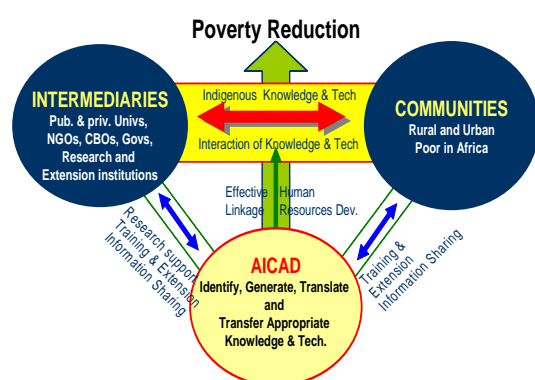 Poverty Reduction
INTERMEDIARIES
Pub. & priv. Univs,
NGOs, CBOs, Govs,
Research and
Extension institutions
Indigenous Knowledge & Tech
Interaction of Knowledge & Tech
COMMUNITIES
Rural and Urban
Poor in Africa
Effective Human
Linkage Resources Dev.
Research support
Training & Extension
Information Sharing
AICAD
Identify, Generate, Translate
and
Transfer Appropriate
Knowledge & Tech.
Training &
Extension
Information Sharing